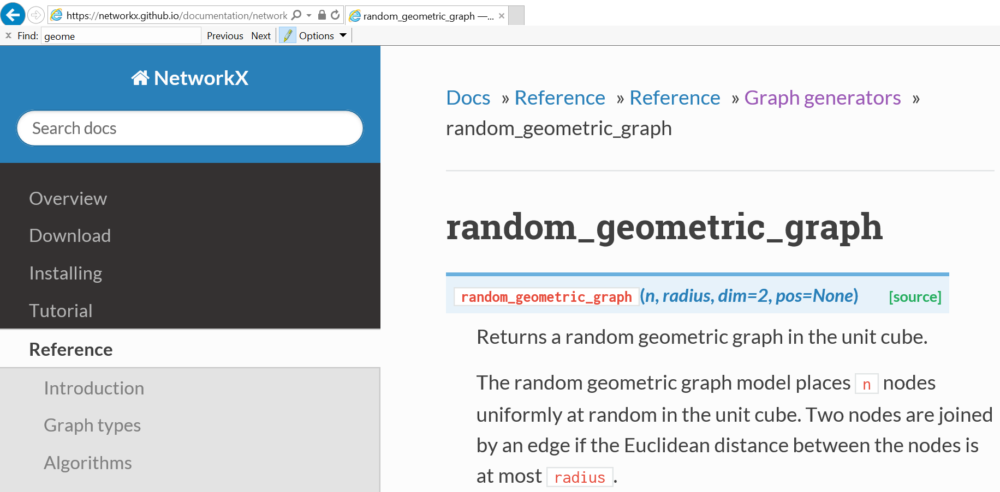 https://networkx.github.io/documentation/network
random_geometric_graph —...
Find: geome Previous Next Options
NetworkX
Search docs
Overview
Download
Installing
Tutorial
Reference
Introduction
Graph types
Algorithms
Docs » Reference » Reference » Graph generators »
random_geometric_graph
random_geometric_graph
random_geometric_graph(n, radius, dim=2, pos=None) [source]
Returns a random geometric graph in the unit cube.
The random geometric graph model places n nodes
uniformly at random in the unit cube. Two nodes are joined
by an edge if the Euclidean distance between the nodes is
at most radius.